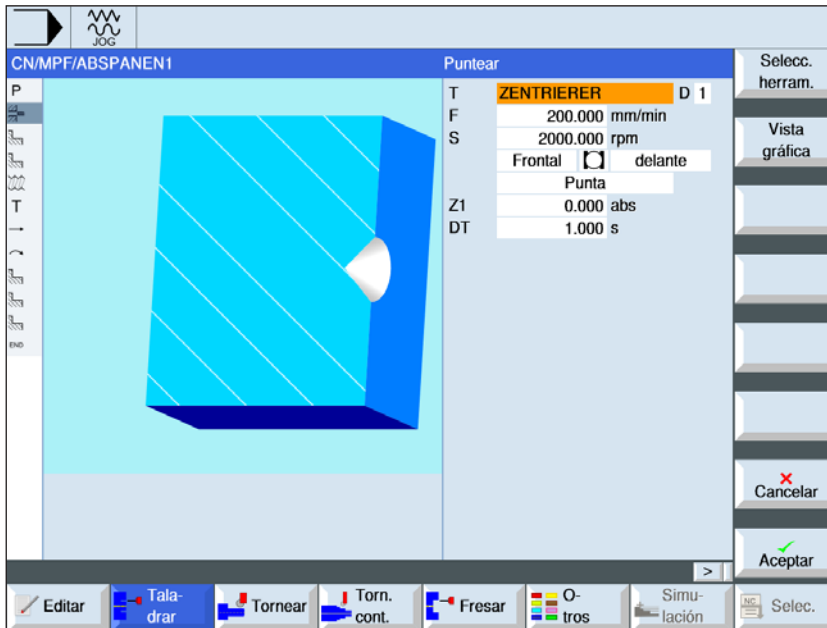 JOG
CN/MPF/ABSPANEN1
Puntear
P
T
END
T ZENTRIERER D 1
F 200.000 mm/min
S 2000.000 rpm
Frontal delante
Punta
Z1 0.000 abs
DT 1.000 s
Selecc.
herram.
Vista
gráfica
Cancelar
Aceptar
>
Editar
Tala-
drar
Tornear
Torn.
cont.
Fresar
O-
tros
Simu-
lación
NC
Selec.